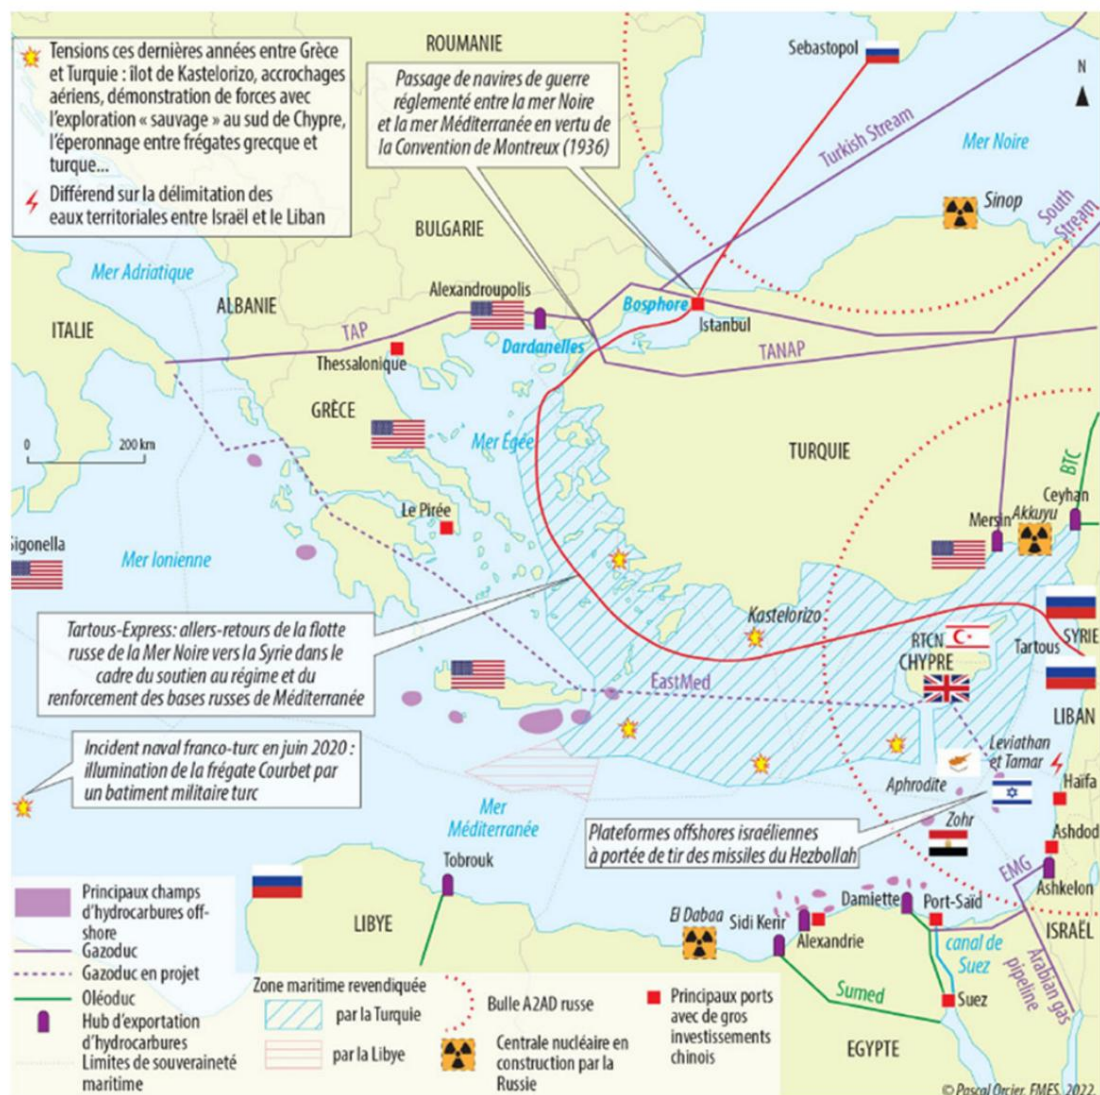 Tensions ces dernières années entre Grèce
et Turquie : îlot de Kastelorizo, accrochages
aériens, démonstration de forces avec
l'exploration « sauvage » au sud de Chypre,
l'éperonnage entre frégates grecque et
turque...
Différend sur la délimitation des
eaux territoriales entre Israël et le Liban
ROUMANIE
Passage de navires de guerre
réglementé entre la mer Noire
et la mer Méditerranée en vertu de
la Convention de Montreux (1936)
Sebastopol
N
Turkish Stream
Mer Noire
Sinop
South
Stream
BULGARIE
Mer Adriatique
ALBANIE
Alexandroupolis
Bosphore
Istanbul
ITALIE
TAP
Dardanelles
TANAP
Thessalonique
GRÈCE
0
200 km
Mer Égée
TURQUIE
BTC
Ceyhan
Le Pirée
Mersin
Akkuyu
Sigonella
Mer Ionienne
Kastelorizo
Tartous-Express: allers-retours de la flotte
russe de la Mer Noire vers la Syrie dans le
cadre du soutien au régime et du
renforcement des bases russes de Méditerranée
RTCN
CHYPRE
Tartous
SYRIE
EastMed
LIBAN
Incident naval franco-turc en juin 2020 :
illumination de la frégate Courbet par
un batiment militaire turc
Leviathan
et Tamar
Aphrodite
Haïfa
Mer
Méditerranée
Zohr
Plateformes offshores israéliennes
à portée de tir des missiles du Hezbollah
Ashdod
Tobrouk
EMG
Ashkelon
Damiette
Port-Saïd
LIBYE
El Dabaa
Sidi Kerir
Alexandrie
canal de
Suez
ISRAËL
Arabian gas
pipeline
Sumed
Suez
EGYPTE
Principaux champs
d'hydrocarbures off-
shore
Gazoduc
Gazoduc en projet
Oléoduc
Hub d'exportation
d'hydrocarbures
Limites de souveraineté
maritime
Zone maritime revendiquée
par la Turquie
par la Libye
Bulle A2AD russe
Centrale nucléaire en
construction par la
Russie
Principaux ports
avec de gros
investissements
chinois
© Pascal Orcier, FMES, 2022.